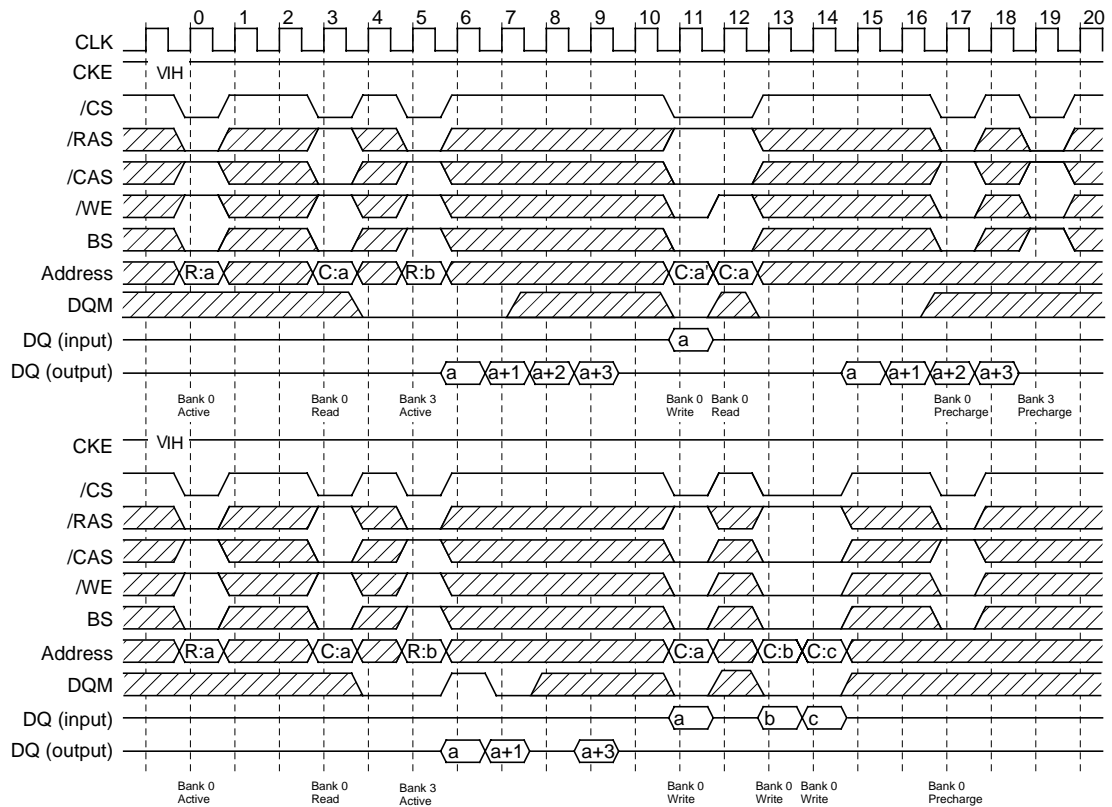 0 1 2 3 4 5 6 7 8 9 10 11 12 13 14 15 16 17 18 19 20
CLK
CKE VIH
/CS
/RAS
/CAS
/WE
BS
Address R:a C:a R:b C:a' C:a
DQM
DQ (input) a
DQ (output) a a+1 a+2 a+3 a a+1 a+2 a+3
Bank 0 Bank 0 Bank 3 Bank 0 Bank 0 Bank 0 Bank 3
Active Read Active Write Read Precharge Precharge
CKE VIH
/CS
/RAS
/CAS
/WE
BS
Address R:a C:a R:b C:a C:b C:c
DQM
DQ (input) a b c
DQ (output) a a+1 a+3
Bank 0 Bank 0 Bank 3 Bank 0 Bank 0 Bank 0 Bank 0
Active Read Active Write Write Write Precharge